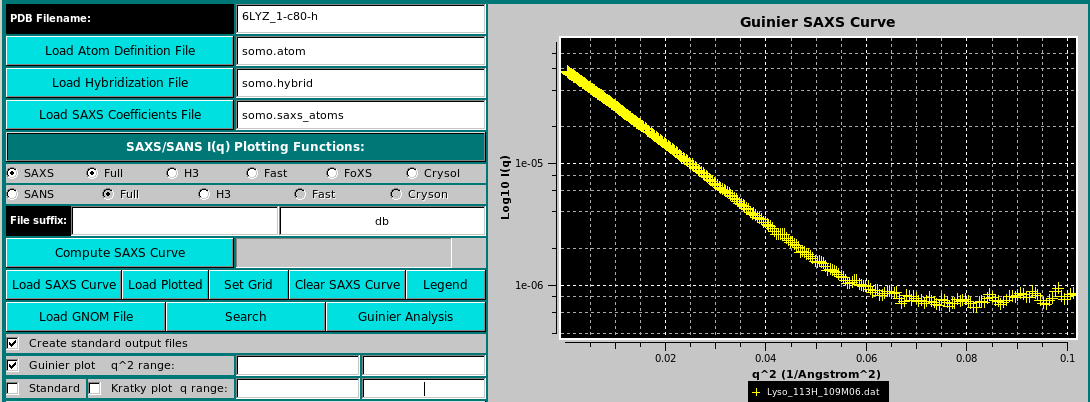 PDB Filename: 6LYZ_1-c80-h
Load Atom Definition File somo.atom
Load Hybridization File somo.hybrid
Load SAXS Coefficients File somo.saxs_atoms
SAXS/SANS I(q) Plotting Functions:
SAXS Full H3 Fast FoXS Crysol
SANS Full H3 Fast Cryson
File suffix: db
Compute SAXS Curve
Load SAXS Curve Load Plotted Set Grid Clear SAXS Curve Legend
Load GNOM File Search Guinier Analysis
Create standard output files
Guinier plot q^2 range:
Standard Kratky plot q range:
Guinier SAXS Curve
Log10 I(q)
1e-05
1e-06
0.02 0.04 0.06 0.08 0.1
q^2 (1/Angstrom^2)
Lyso_113H_109M06.dat